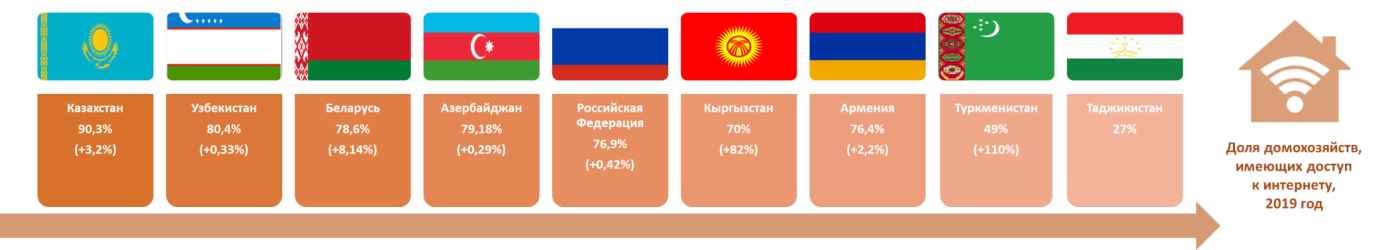 Казахстан
90,3%
(+3,2%)
Узбекистан
80,4%
(+0,33%)
Беларусь
78,6%
(+8,14%)
Азербайджан
79,18%
(+0,29%)
Российская
Федерация
76,9%
(+0,42%)
Кыргызстан
70%
(+82%)
Армения
76,4%
(+2,2%)
Туркменистан
49%
(+110%)
Таджикистан
27%
Доля домохозяйств,
имеющих доступ
к интернету,
2019 год